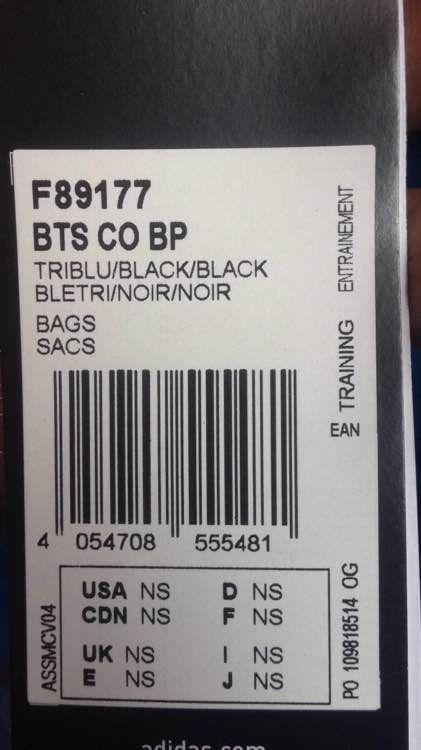 F89177
BTS CO BP
TRIBLU/BLACK/BLACK
BLETRI/NOIR/NOIR
BAGS
SACS
TRAINING ENTRAINEMENT
EAN
4 054708 555481
ASSMCV04
USA NS D NS
CDN NS F NS
UK NS I NS
E NS J NS
PO 109818514 OG
adidas.com